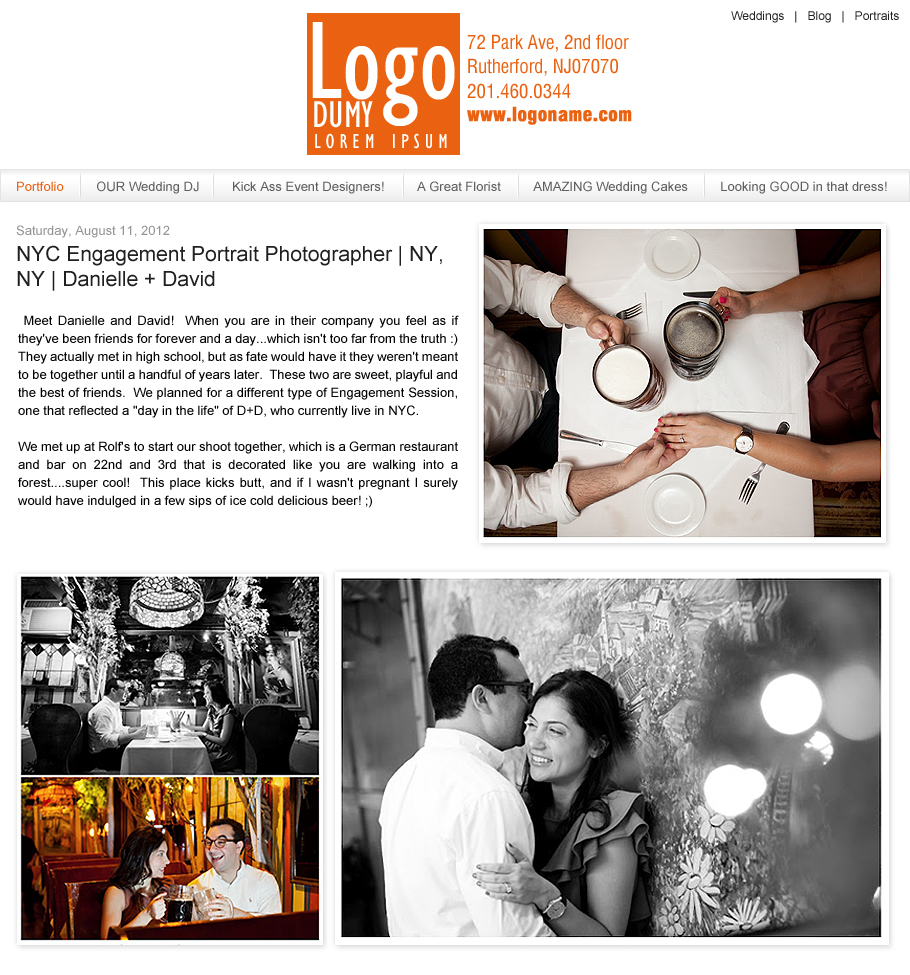 Weddings | Blog | Portraits
Logo
DUMY
LOREM IPSUM
72 Park Ave, 2nd floor
Rutherford, NJ07070
201.460.0344
www.logoname.com
Portfolio OUR Wedding DJ Kick Ass Event Designers! A Great Florist AMAZING Wedding Cakes Looking GOOD in that dress!
Saturday, August 11, 2012
NYC Engagement Portrait Photographer | NY,
NY | Danielle + David
Meet Danielle and David! When you are in their company you feel as if
they've been friends for forever and a day...which isn't too far from the truth :)
They actually met in high school, but as fate would have it they weren't meant
to be together until a handful of years later. These two are sweet, playful and
the best of friends. We planned for a different type of Engagement Session,
one that reflected a "day in the life" of D+D, who currently live in NYC.
We met up at Rolf's to start our shoot together, which is a German restaurant
and bar on 22nd and 3rd that is decorated like you are walking into a
forest....super cool! This place kicks butt, and if I wasn't pregnant I surely
would have indulged in a few sips of ice cold delicious beer! ;)